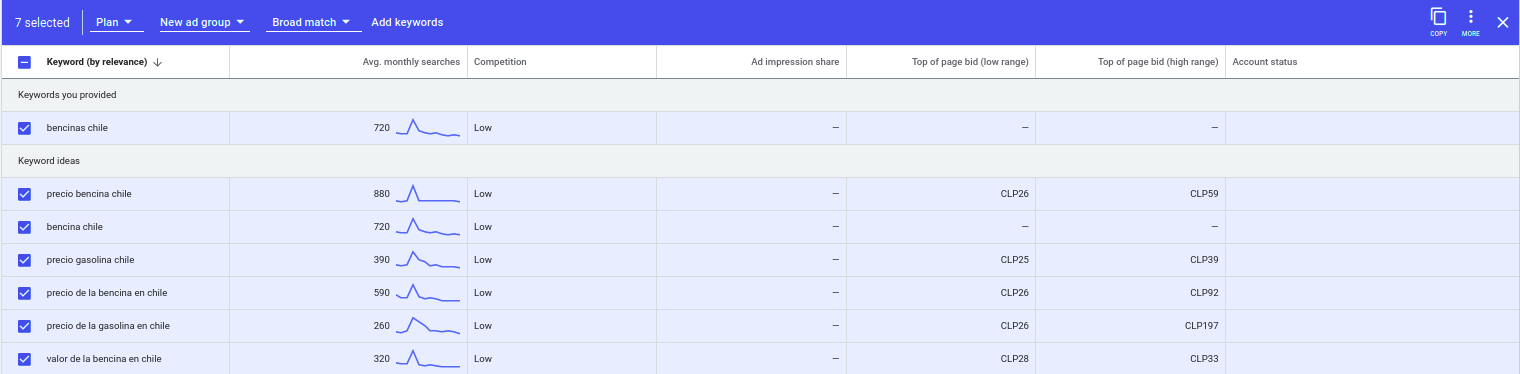 7 selected Plan New ad group Broad match Add keywords COPY MORE
Keyword (by relevance) Avg. monthly searches Competition Ad impression share Top of page bid (low range) Top of page bid (high range) Account status
Keywords you provided
bencinas chile 720 Low – – –
Keyword ideas
precio bencina chile 880 Low – CLP26 CLP59
bencina chile 720 Low – – –
precio gasolina chile 390 Low – CLP25 CLP39
precio de la bencina en chile 590 Low – CLP26 CLP92
precio de la gasolina en chile 260 Low – CLP26 CLP197
valor de la bencina en chile 320 Low – CLP28 CLP33